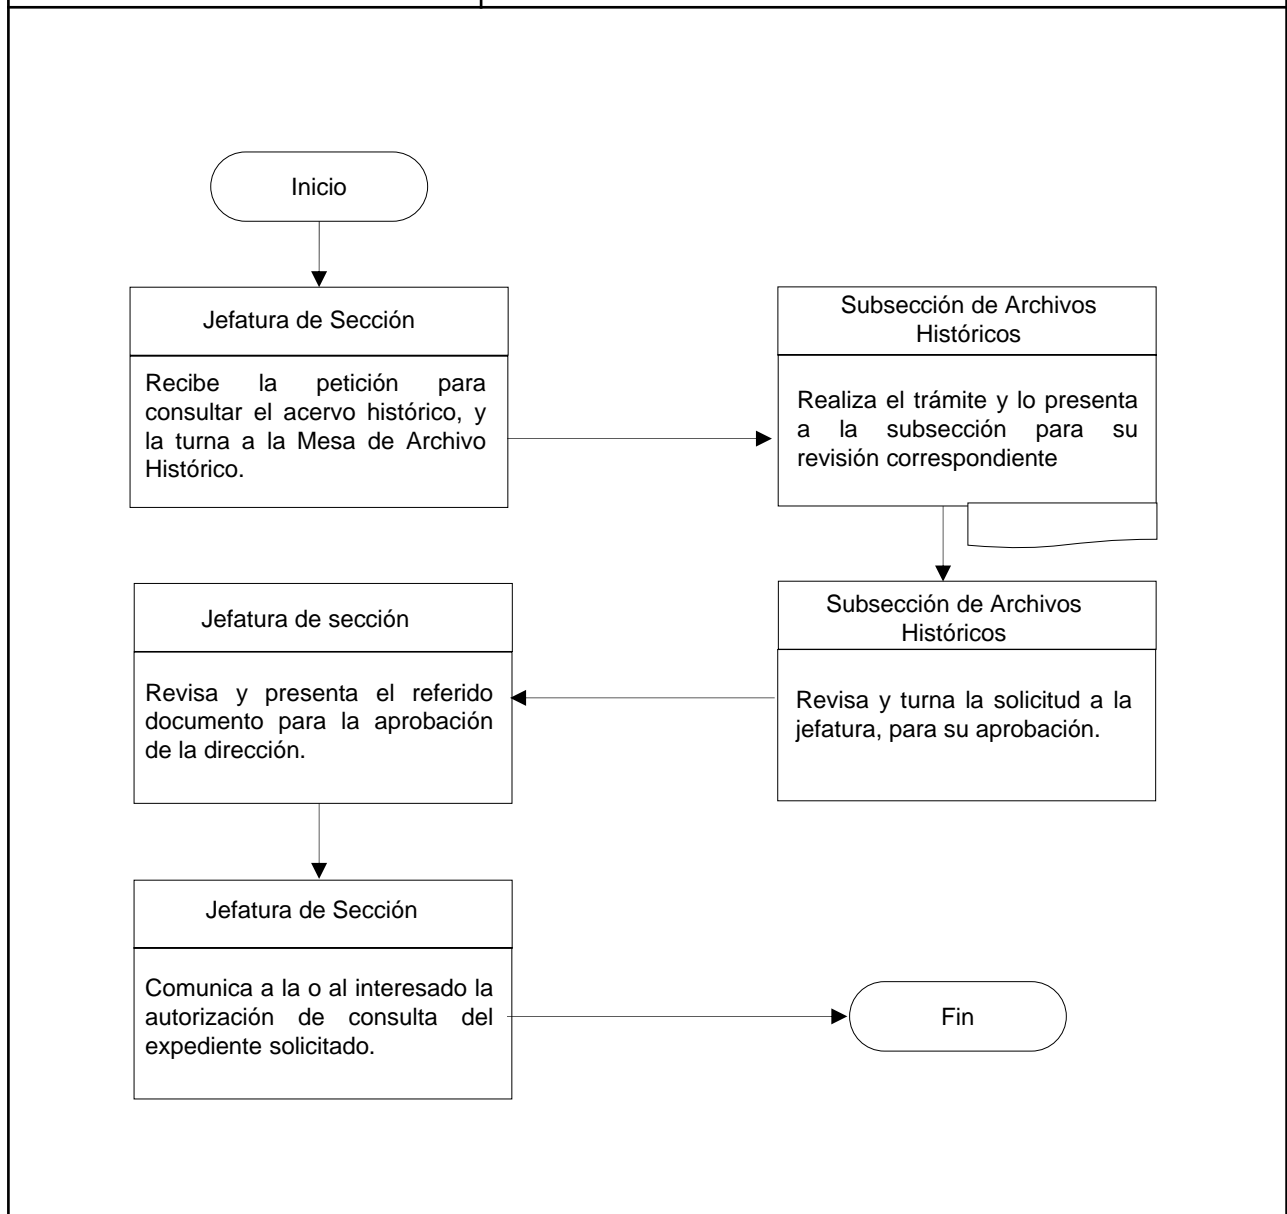 Inicio
Jefatura de Sección
Recibe la petición para
consultar el acervo histórico, y
la turna a la Mesa de Archivo
Histórico.
Subsección de Archivos
Históricos
Realiza el trámite y lo presenta
a la subsección para su
revisión correspondiente
Subsección de Archivos
Históricos
Revisa y turna la solicitud a la
jefatura, para su aprobación.
Jefatura de sección
Revisa y presenta el referido
documento para la aprobación
de la dirección.
Jefatura de Sección
Comunica a la o al interesado la
autorización de consulta del
expediente solicitado.
Fin